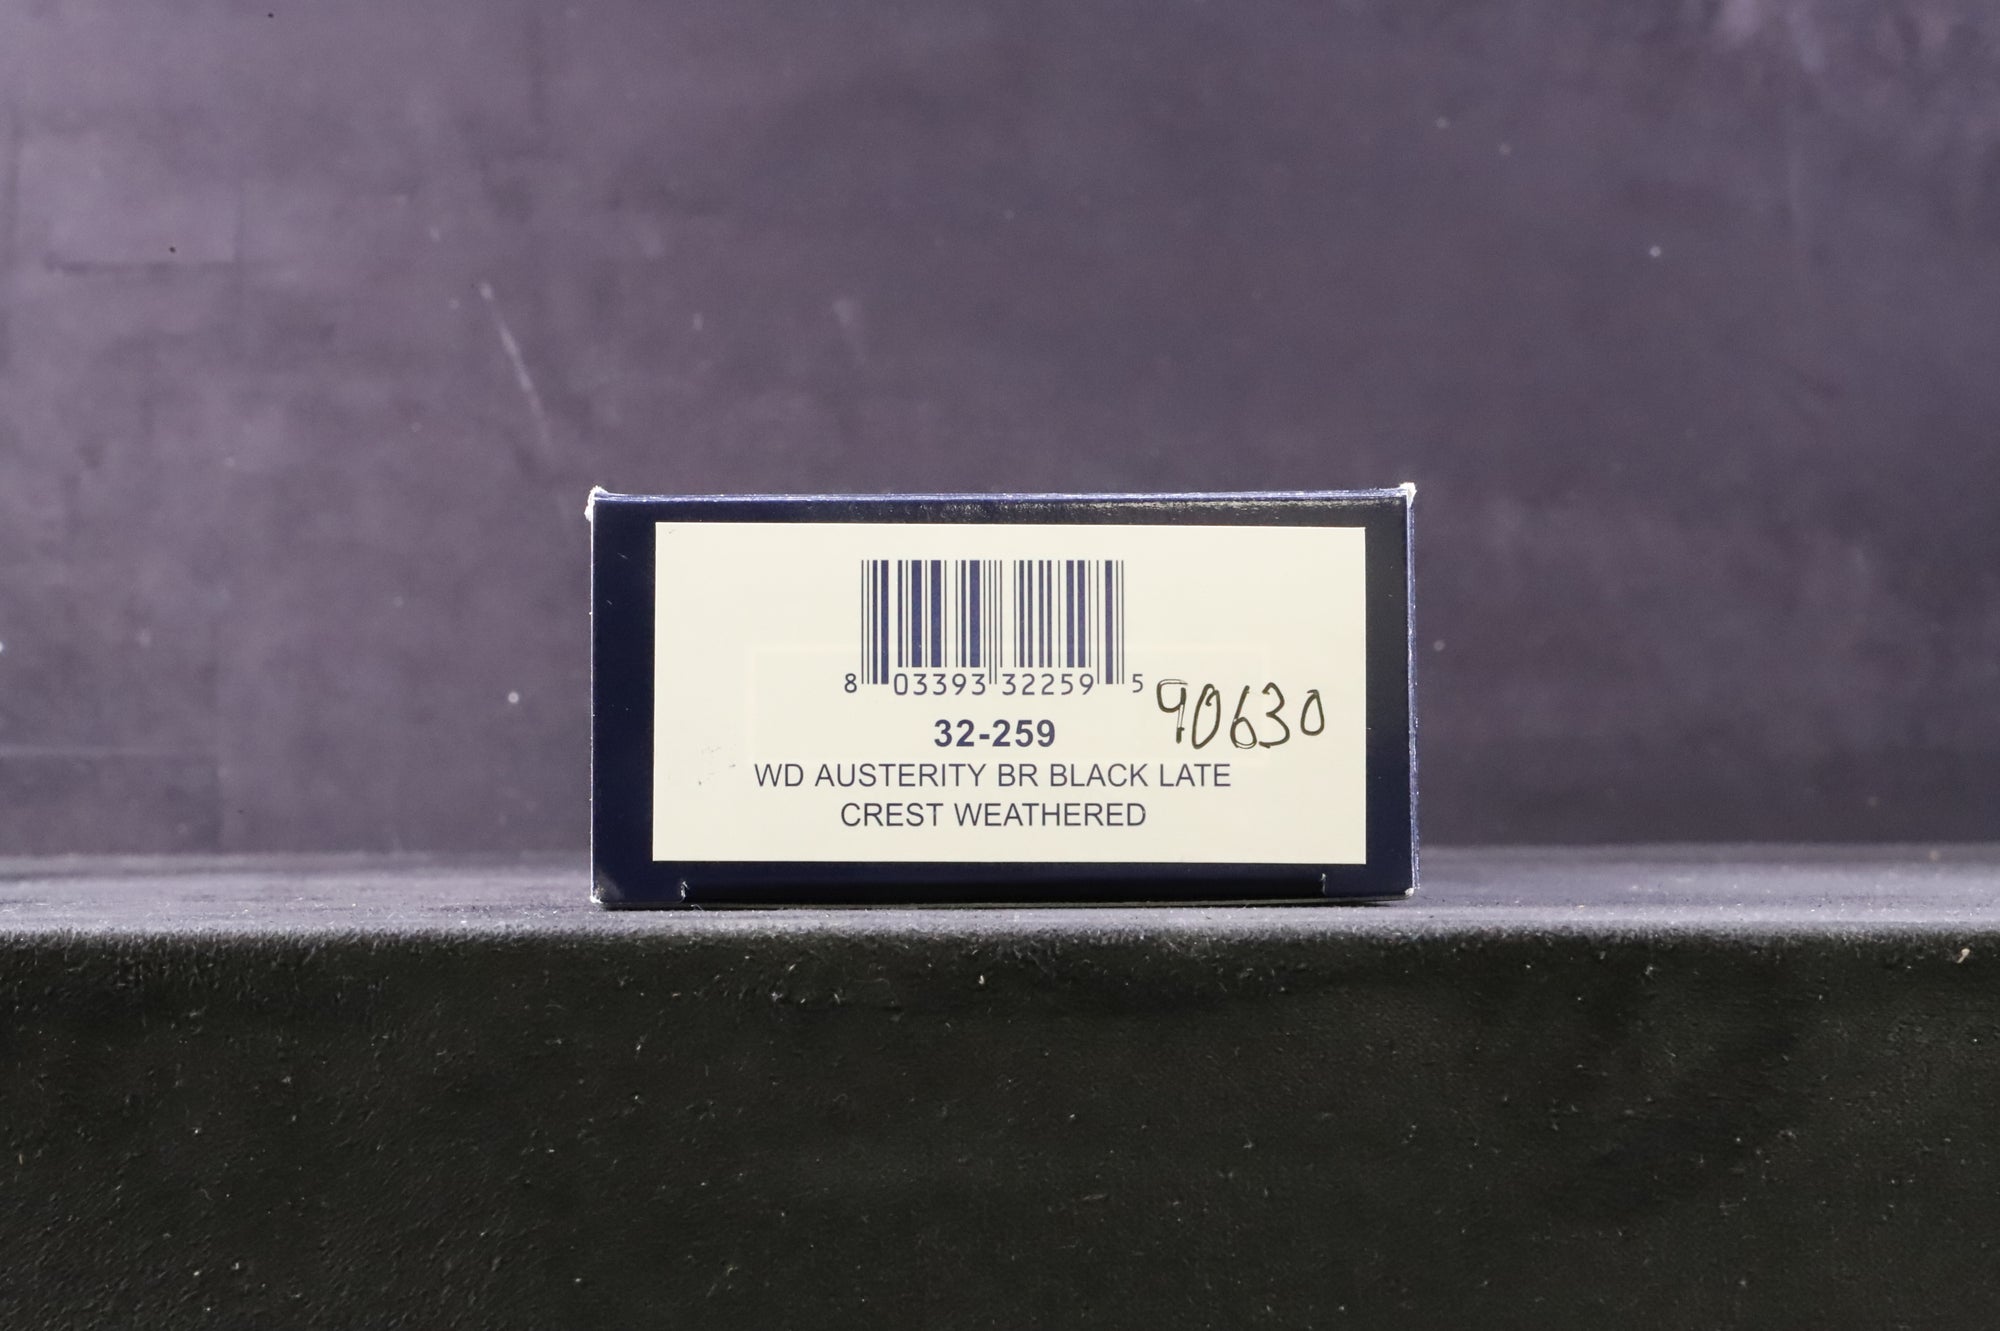 8 03393 32259 5
90630
32-259
WD AUSTERITY BR BLACK LATE
CREST WEATHERED